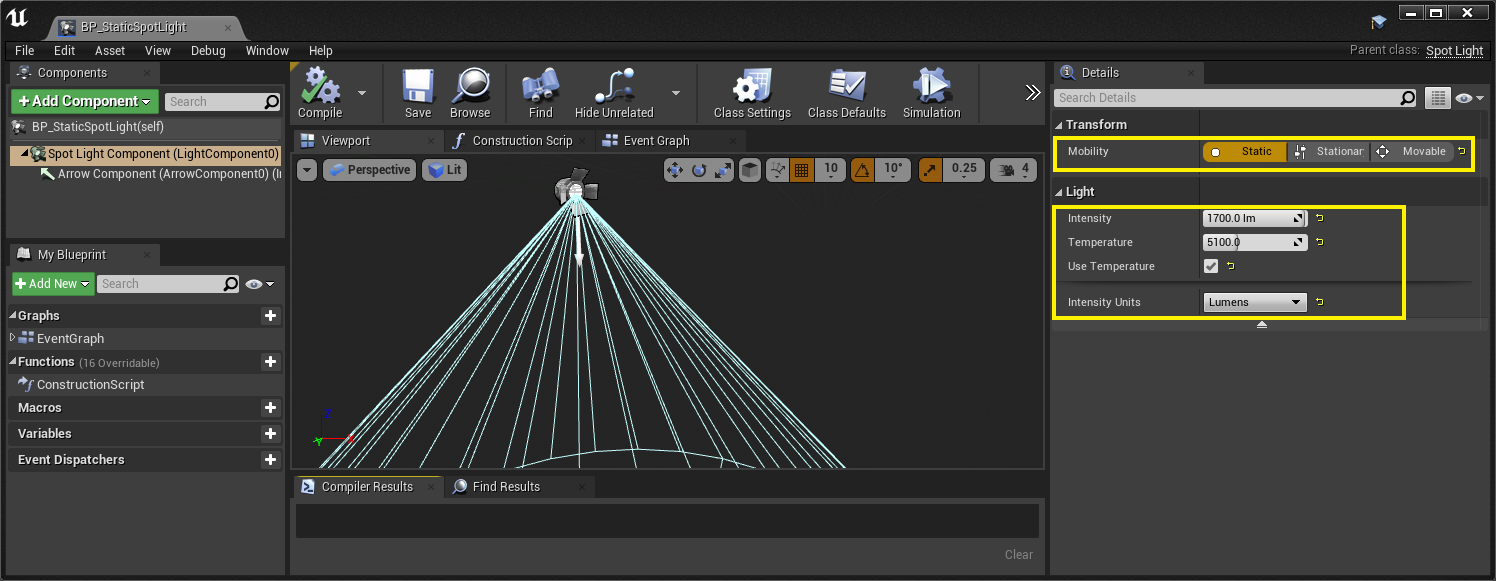 BP_StaticSpotLight
File Edit Asset View Debug Window Help
Parent class: Spot Light
Components
+ Add Component
Search
BP_StaticSpotLight(self)
Spot Light Component (LightComponent0)
Arrow Component (ArrowComponent0) (I
My Blueprint
+ Add New
Search
Graphs
EventGraph
Functions (16 Overridable)
ConstructionScript
Macros
Variables
Event Dispatchers
Compile
Save
Browse
Find
Hide Unrelated
Class Settings
Class Defaults
Simulation
Viewport
Construction Scrip
Event Graph
Perspective
Lit
10
10°
0.25
4
Compiler Results
Find Results
Clear
Details
Search Details
Transform
Mobility Static Stationar Movable
Light
Intensity 1700.0 lm
Temperature 5100.0
Use Temperature
Intensity Units Lumens